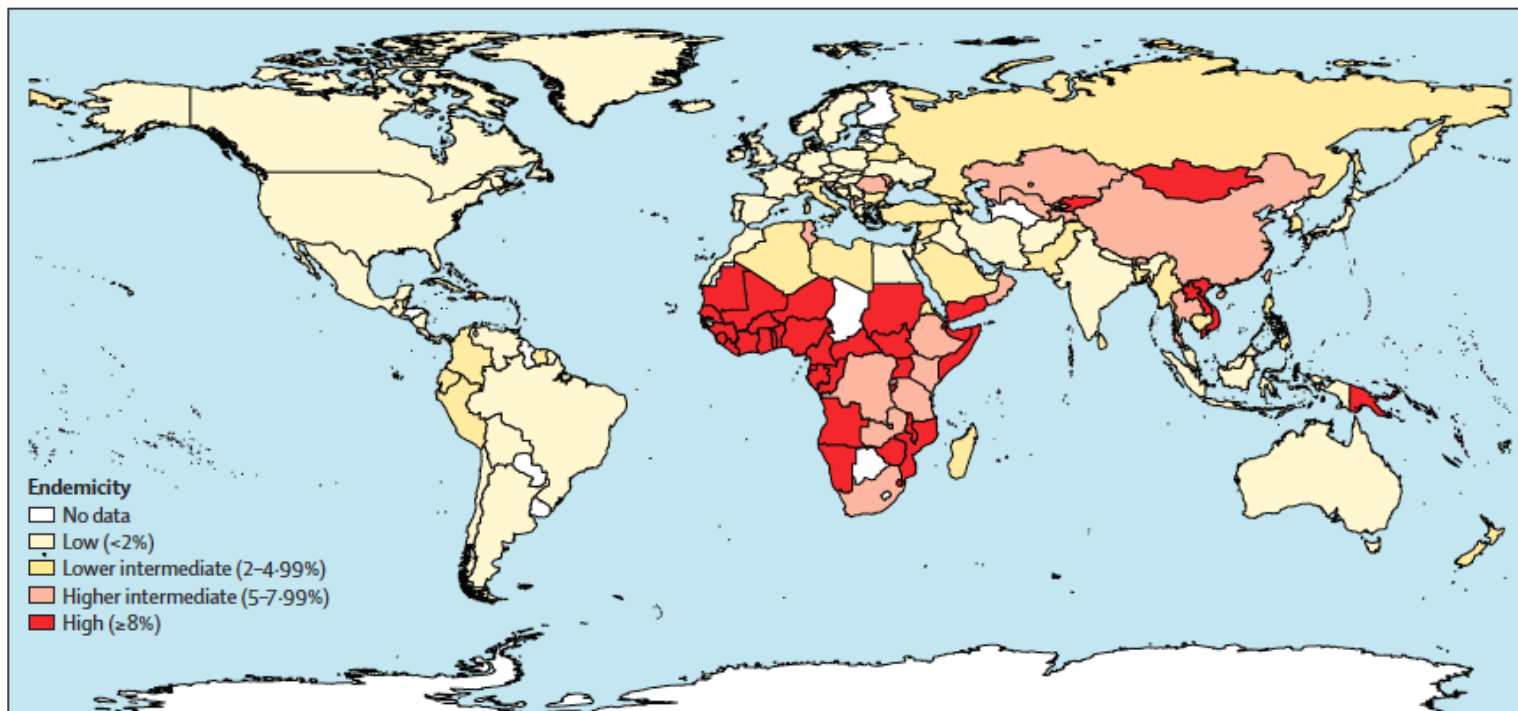 Endemicity
No data
Low (<2%)
Lower intermediate (2–4·99%)
Higher intermediate (5–7·99%)
High (≥8%)